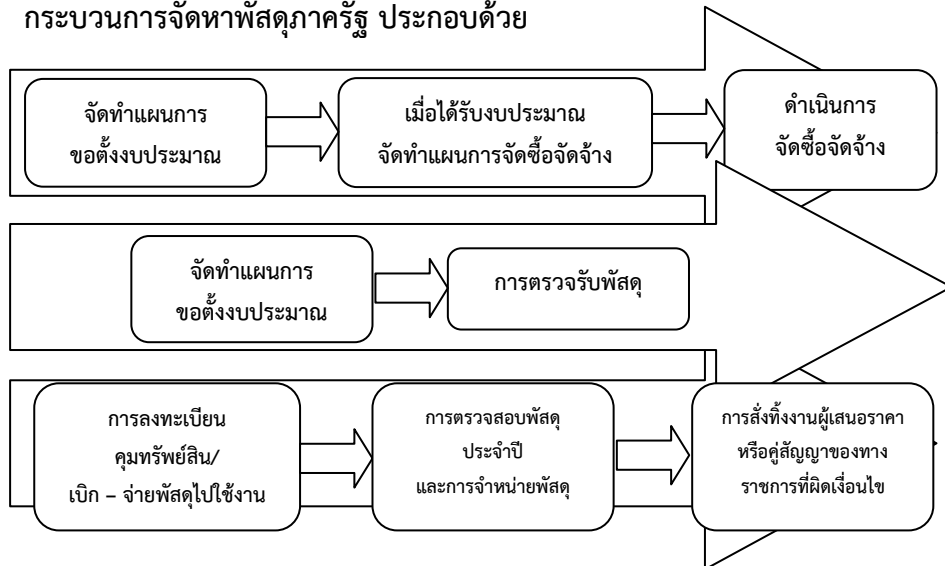 กระบวนการจัดหาพัสดุภาครัฐ ประกอบด้วย
จัดทำแผนการ
ขอตั้งงบประมาณ
เมื่อได้รับงบประมาณ
จัดทำแผนการจัดซื้อจัดจ้าง
ดำเนินการ
จัดซื้อจัดจ้าง
จัดทำแผนการ
ขอตั้งงบประมาณ
การตรวจรับพัสดุ
การลงทะเบียน
คุมทรัพย์สิน/
เบิก – จ่ายพัสดุไปใช้งาน
การตรวจสอบพัสดุ
ประจำปี
และการจำหน่ายพัสดุ
การสั่งทิ้งงานผู้เสนอราคา
หรือคู่สัญญาของทาง
ราชการที่ผิดเงื่อนไข